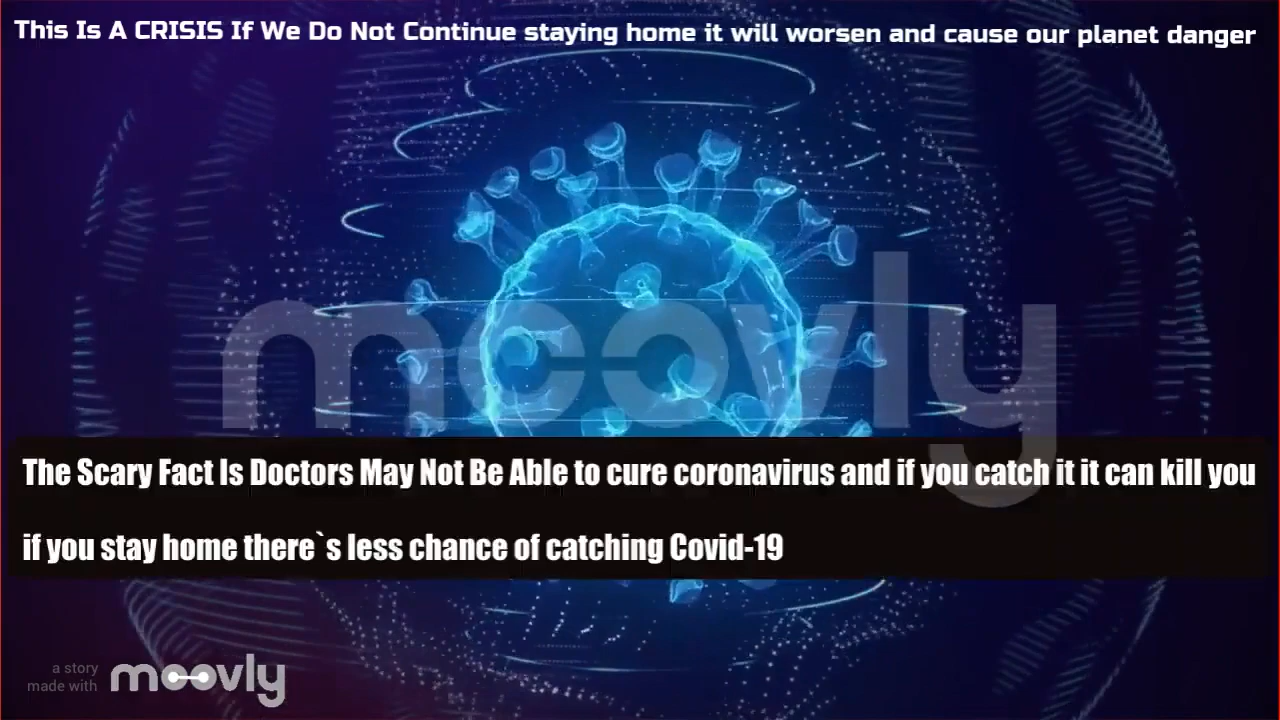 This Is A CRISIS If We Do Not Continue staying home it will worsen and cause our planet danger
moovly
The Scary Fact Is Doctors May Not Be Able to cure coronavirus and if you catch it it can kill you
if you stay home there`s less chance of catching Covid-19
a story
made with moovly